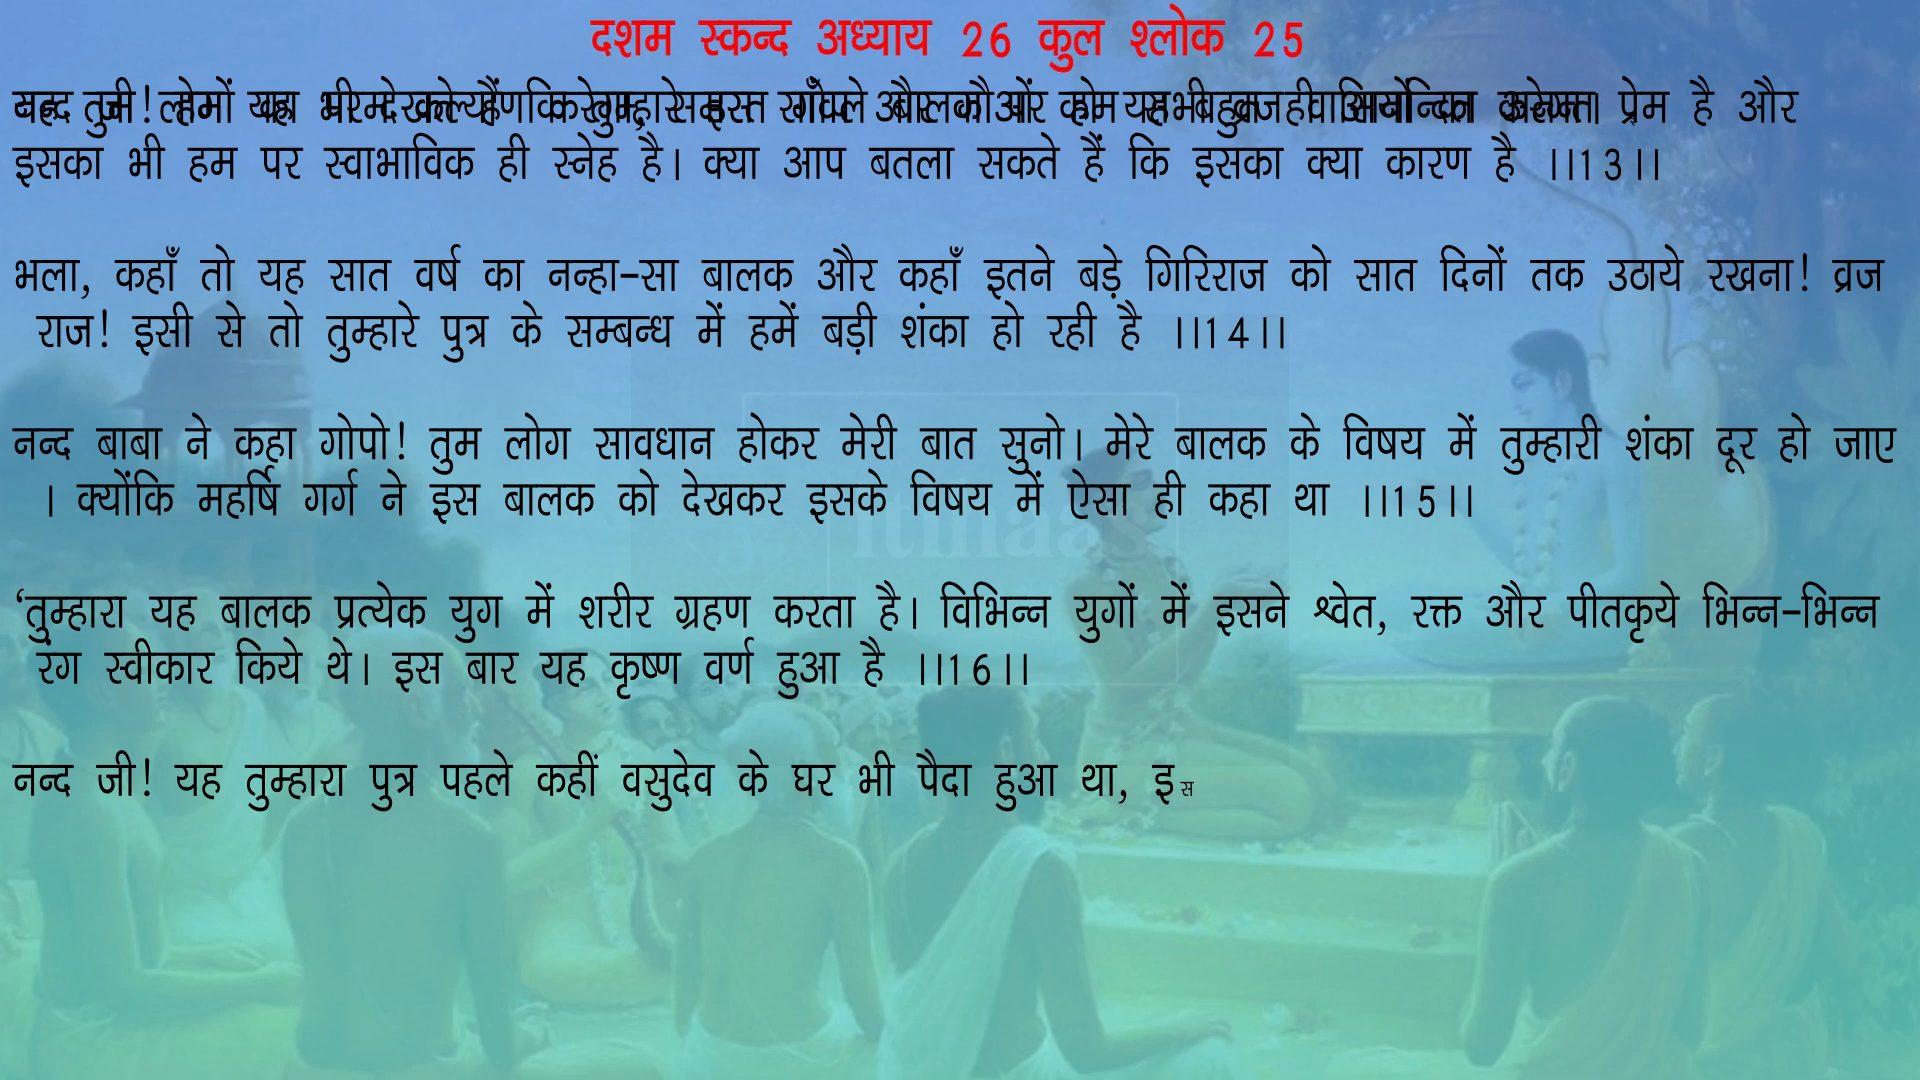 दशम स्कन्द अध्याय 26 कुल श्लोक 25
प्रेम है और
इसका भी हम पर स्वाभाविक ही स्नेह है। क्या आप बतला सकते हैं कि इसका क्या कारण है ।।13।।
भला, कहाँ तो यह सात वर्ष का नन्हा-सा बालक और कहाँ इतने बड़े गिरिराज को सात दिनों तक उठाये रखना! व्रज
राज! इसी से तो तुम्हारे पुत्र के सम्बन्ध में हमें बड़ी शंका हो रही है ।।14।।
नन्द बाबा ने कहा गोपो! तुम लोग सावधान होकर मेरी बात सुनो। मेरे बालक के विषय में तुम्हारी शंका दूर हो जाए
। क्योंकि महर्षि गर्ग ने इस बालक को देखकर इसके विषय में ऐसा ही कहा था ।।15।।
‘तुम्हारा यह बालक प्रत्येक युग में शरीर ग्रहण करता है। विभिन्न युगों में इसने श्वेत, रक्त और पीतकृये भिन्न-भिन्न
रंग स्वीकार किये थे। इस बार यह कृष्ण वर्ण हुआ है ।।16।।
नन्द जी! यह तुम्हारा पुत्र पहले कहीं वसुदेव के घर भी पैदा हुआ था, इस